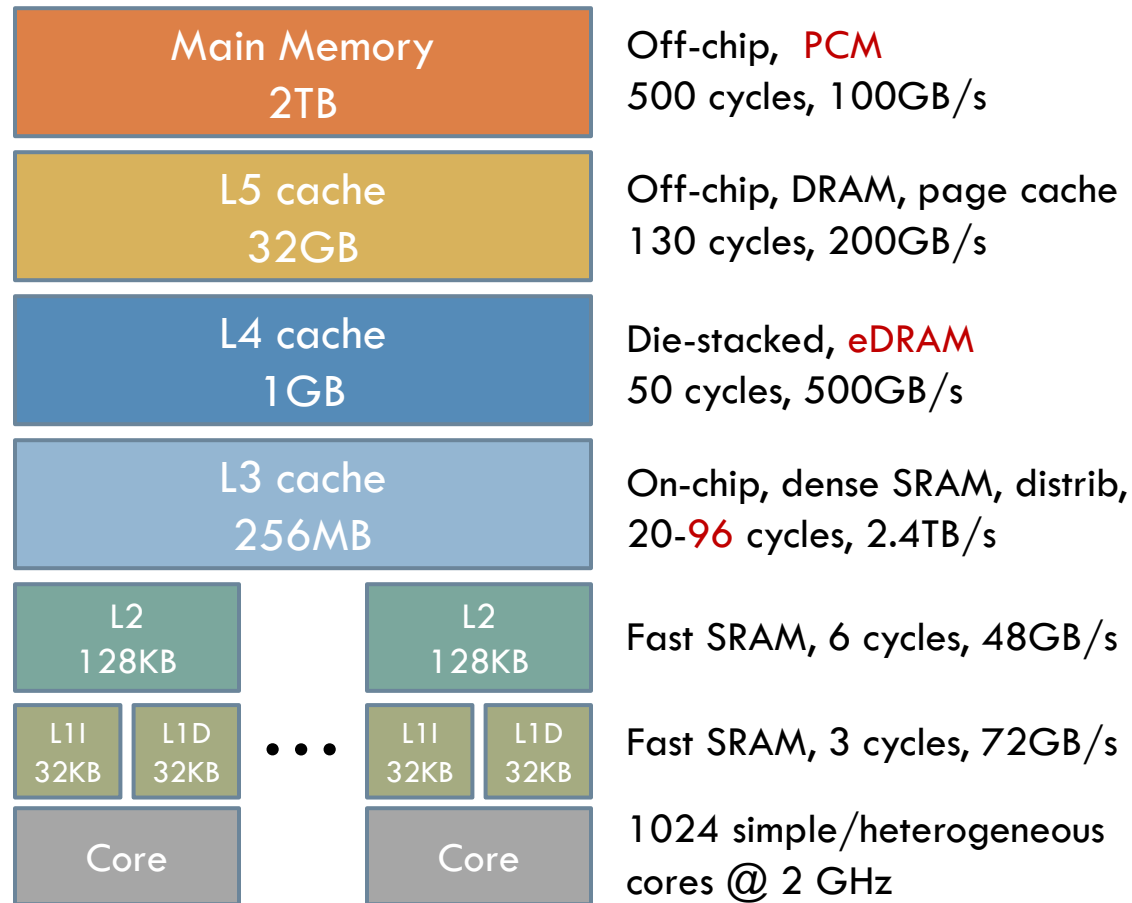 Main Memory
2TB
Off-chip, PCM
500 cycles, 100GB/s
L5 cache
32GB
Off-chip, DRAM, page cache
130 cycles, 200GB/s
L4 cache
1GB
Die-stacked, eDRAM
50 cycles, 500GB/s
L3 cache
256MB
On-chip, dense SRAM, distrib,
20-96 cycles, 2.4TB/s
L2
128KB
L2
128KB
Fast SRAM, 6 cycles, 48GB/s
L1I
32KB
L1D
32KB
L1I
32KB
L1D
32KB
Fast SRAM, 3 cycles, 72GB/s
Core
Core
1024 simple/heterogeneous
cores @ 2 GHz